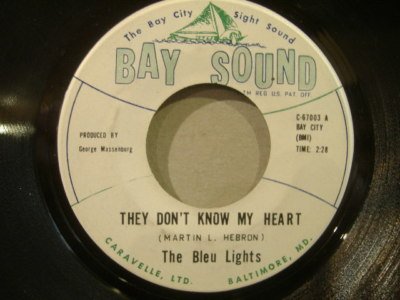 The Bay City Sight Sound
BAY SOUND
TM REG U.S. PAT. OFF.
C-67003 A
BAY CITY
(BMI)
TIME: 2:28
PRODUCED BY
George Massenburg
THEY DON'T KNOW MY HEART
(MARTIN L. HEBRON)
The Bleu Lights
CARAVELLE, LTD. BALTIMORE, MD.